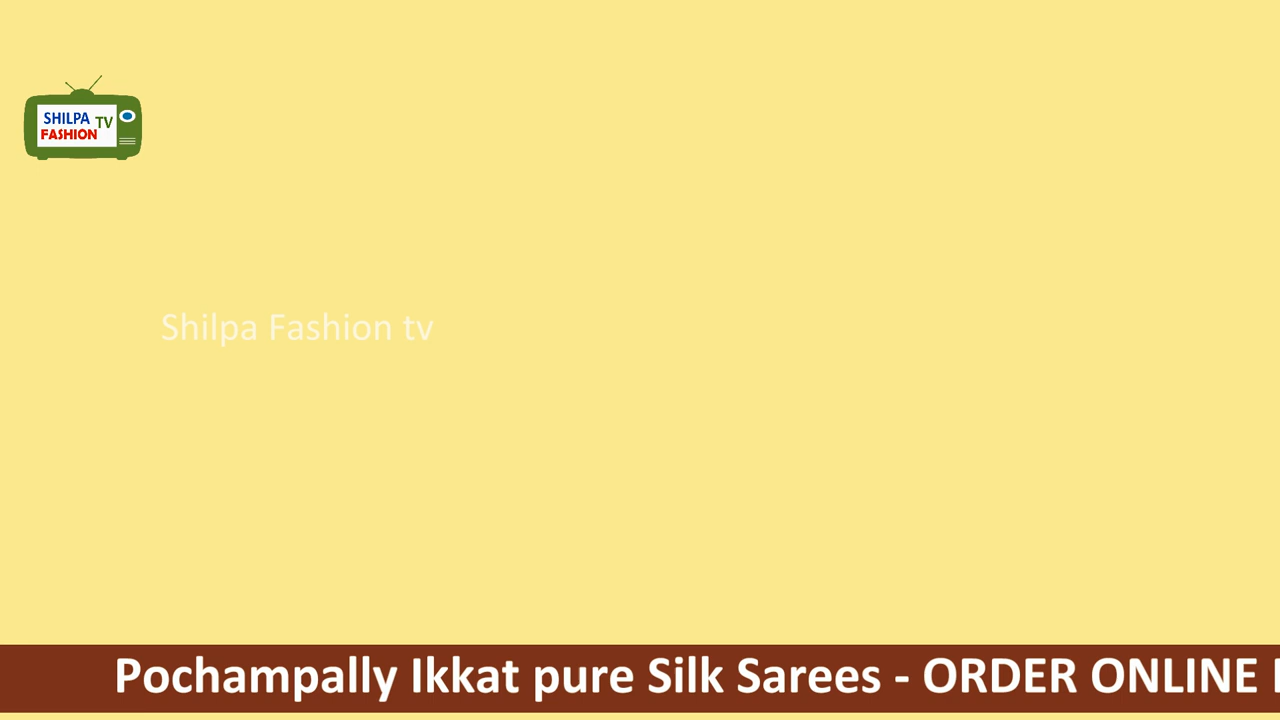 SHILPA TV
FASHION
Shilpa Fashion tv
Pochampally Ikkat pure Silk Sarees - ORDER ONLINE